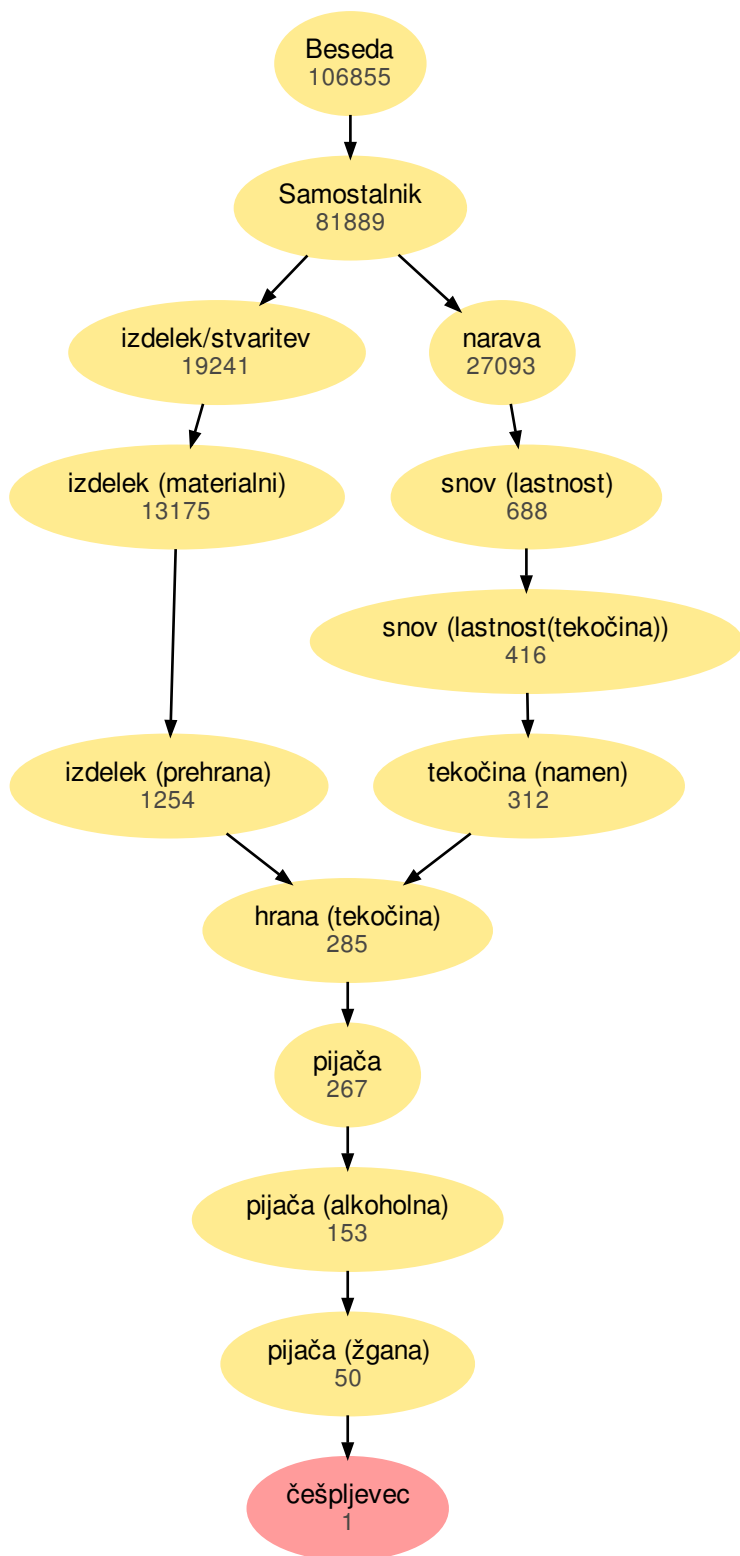 Beseda
106855
Samostalnik
81889
izdelek/stvaritev
19241
narava
27093
izdelek (materialni)
13175
snov (lastnost)
688
snov (lastnost(tekočina))
416
izdelek (prehrana)
1254
tekočina (namen)
312
hrana (tekočina)
285
pijača
267
pijača (alkoholna)
153
pijača (žgana)
50
češpljevec
1